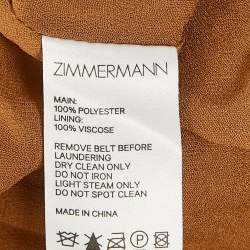 ZIMMERMANN
MAIN:
100% POLYESTER
LINING:
100% VISCOSE
REMOVE BELT BEFORE
LAUNDERING
DRY CLEAN ONLY
DO NOT IRON
LIGHT STEAM ONLY
DO NOT SPOT CLEAN
MADE IN CHINA